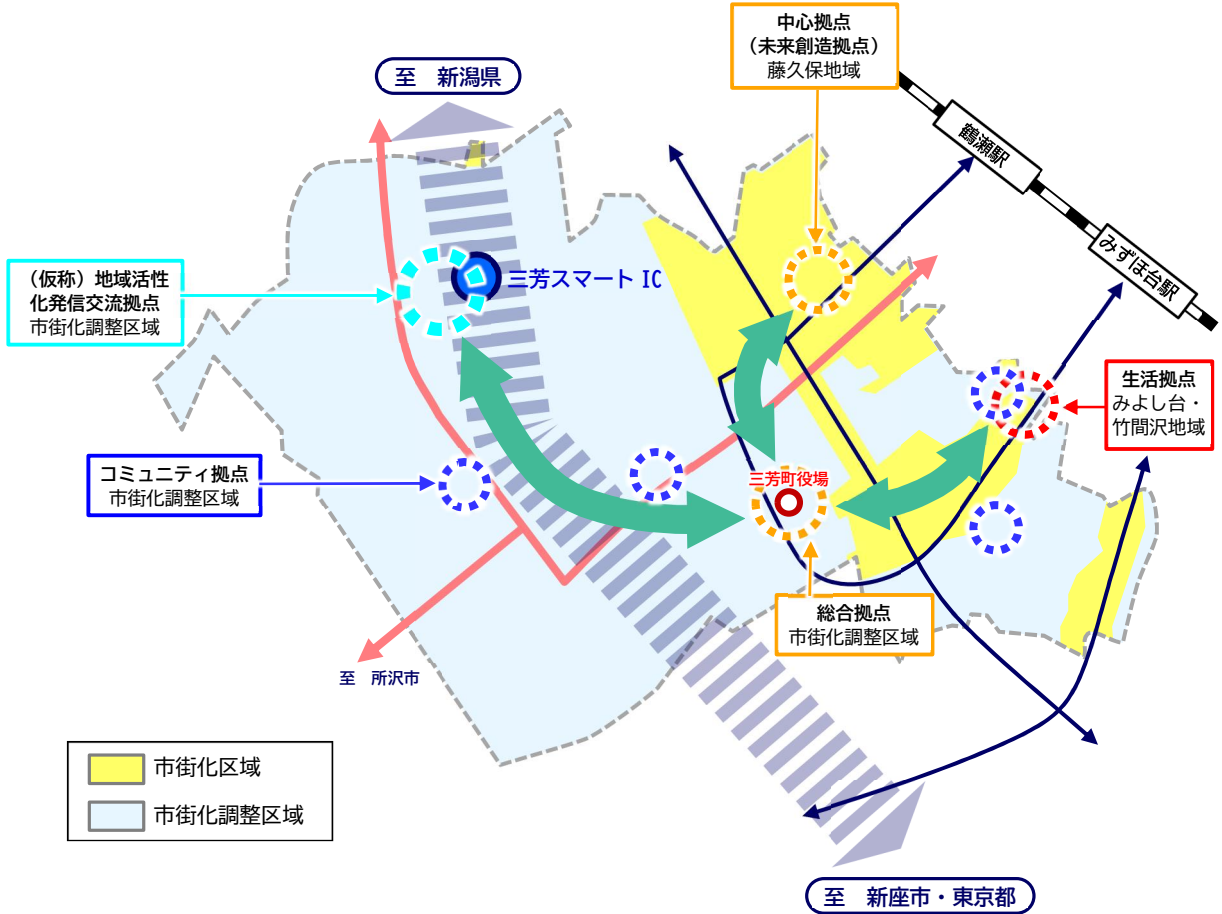 中心拠点
（未来創造拠点）
藤久保地域
至　新潟県
鶴瀬駅
みずほ台駅
（仮称）地域活性
化発信交流拠点
市街化調整区域
三芳スマート IC
生活拠点
みよし台・
竹間沢地域
コミュニティ拠点
市街化調整区域
三芳町役場
総合拠点
市街化調整区域
至　所沢市
市街化区域
市街化調整区域
至　新座市・東京都